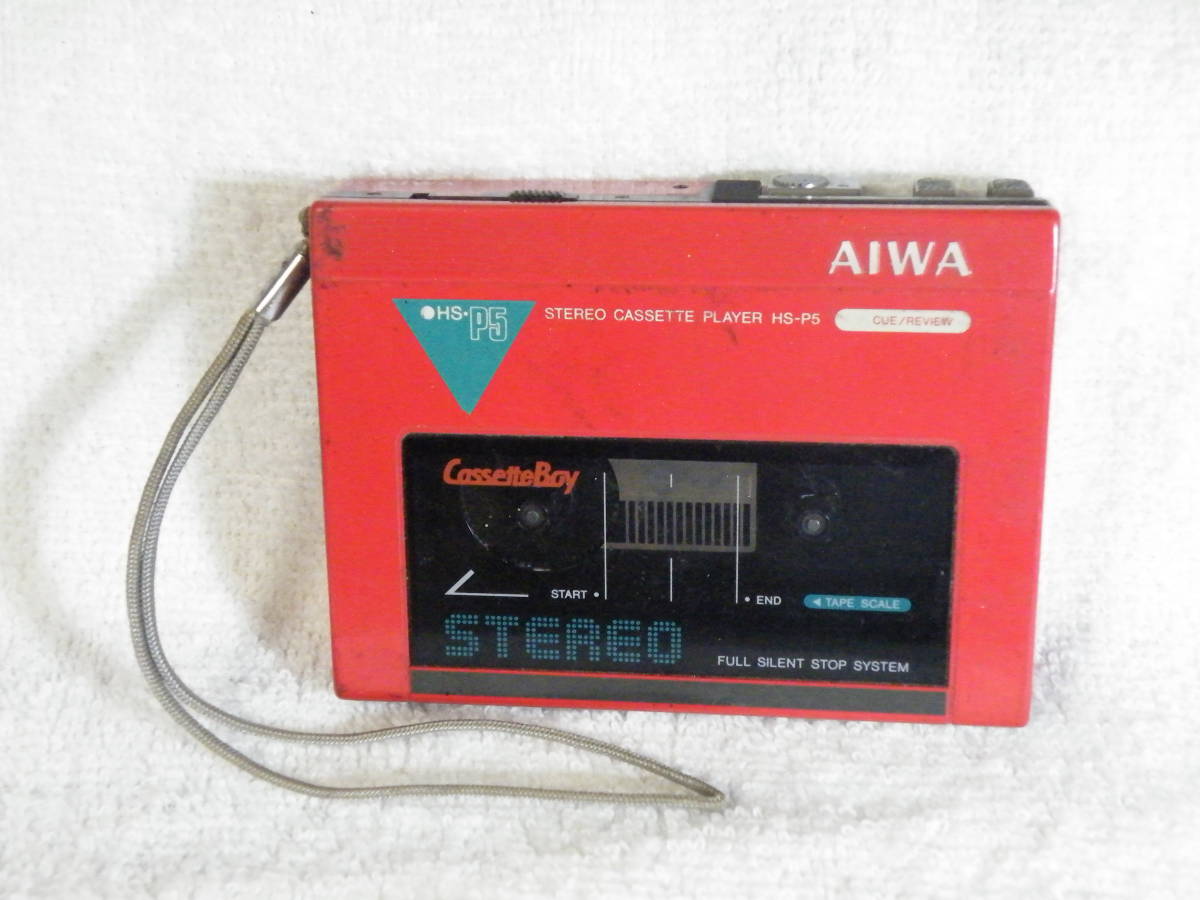 AIWA
●HS•P5
STEREO CASSETTE PLAYER HS-P5
CUE/REVIEW
CassetteBoy
START •
• END
◀ TAPE SCALE
STEREO
FULL SILENT STOP SYSTEM